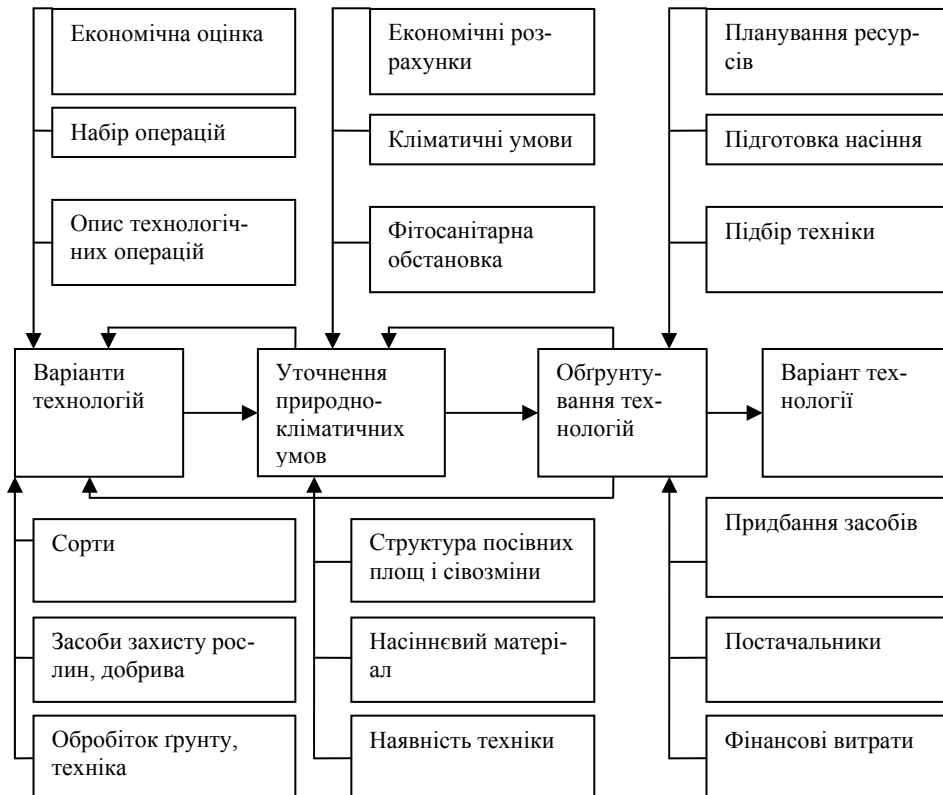 Економічна оцінка
Економічні роз-
рахунки
Планування ресур-
сів
Набір операцій
Кліматичні умови
Підготовка насіння
Опис технологіч-
них операцій
Фітосанітарна
обстановка
Підбір техніки
Варіанти
технологій
Уточнення
природно-
кліматичних
умов
Обґрунту-
вання тех-
нологій
Варіант тех-
нології
Сорти
Структура посівних
площ і сівозміни
Придбання засобів
Засоби захисту рос-
лин, добрива
Насіннєвий матері-
ал
Постачальники
Обробіток ґрунту,
техніка
Наявність техніки
Фінансові витрати